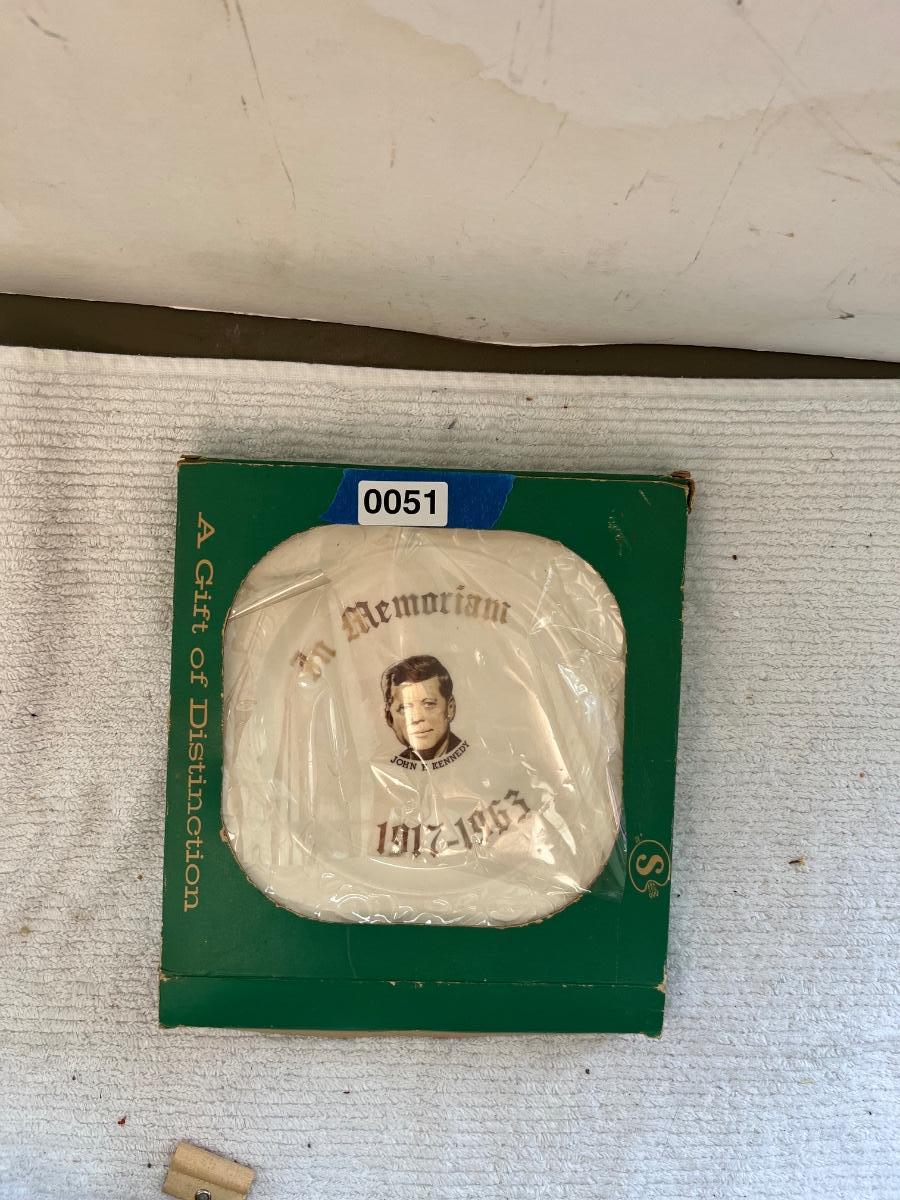 0051
A Gift of Distinction
In Memoriam
JOHN F. KENNEDY
1917-1963
S